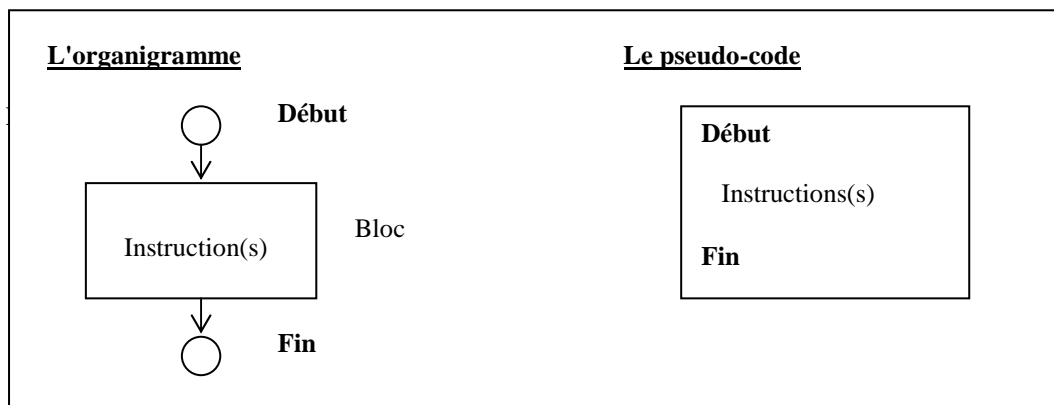 L'organigramme
Début
Instruction(s)
Bloc
Fin
Le pseudo-code
Début
Instructions(s)
Fin